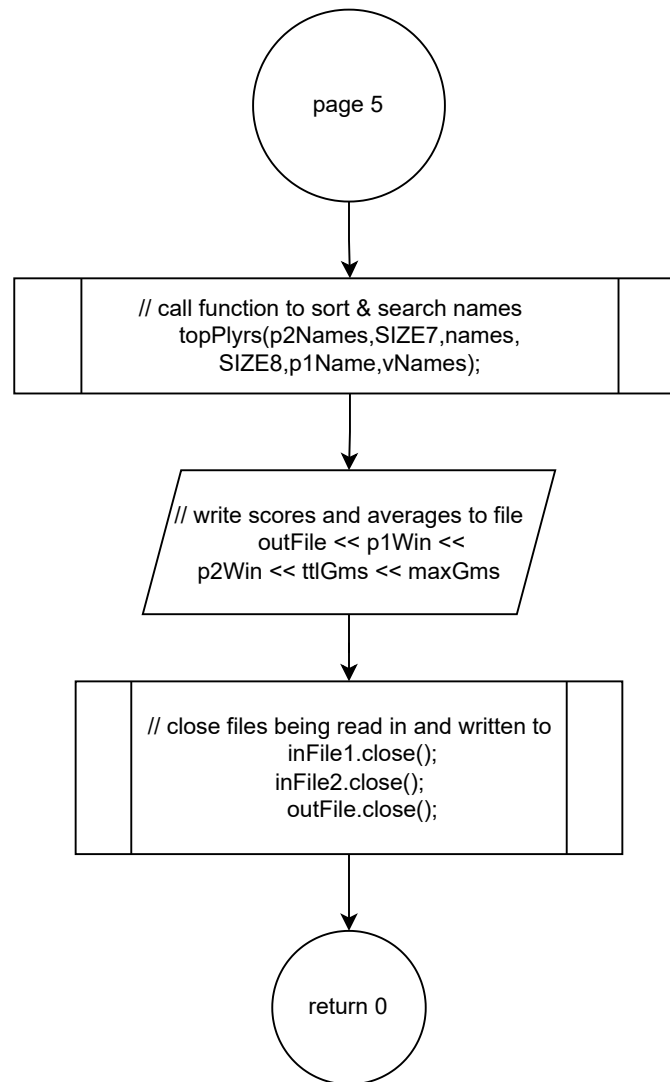 page 5
// call function to sort & search names
topPlyrs(p2Names,SIZE7,names,
SIZE8,p1Name,vNames);
// write scores and averages to file
outFile << p1Win <<
p2Win << ttlGms << maxGms
// close files being read in and written to
inFile1.close();
inFile2.close();
outFile.close();
return 0